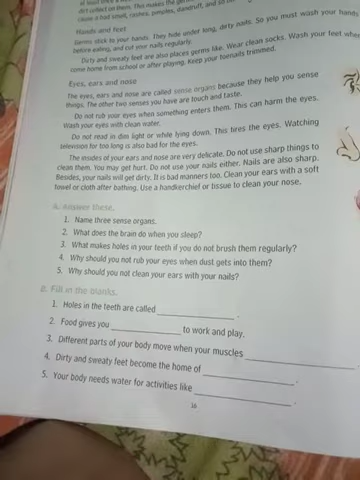 dirt collect on them. This makes the
cause a bad smell, rashes, pimples, dandruff, and so on
Hands and feet
Germs stick to your hands. They hide under long, dirty nails. So you must wash your hands
before eating, and cut your nails regularly.
Dirty and sweaty feet are also places germs like. Wear clean socks. Wash your feet when
come home from school or after playing. Keep your toenails trimmed.
Eyes, ears and nose
The eyes, ears and nose are called sense organs because they help you sense
things. The other two senses you have are touch and taste.
Do not rub your eyes when something enters them. This can harm the eyes.
Wash your eyes with clean water.
Do not read in dim light or while lying down. This tires the eyes. Watching
television for too long is also bad for the eyes.
The insides of your ears and nose are very delicate. Do not use sharp things to
clean them. You may get hurt. Do not use your nails either. Nails are also sharp.
Besides, your nails will get dirty. It is bad manners too. Clean your ears with a soft
towel or cloth after bathing. Use a handkerchief or tissue to clean your nose.
A. Answer these.
1. Name three sense organs.
2. What does the brain do when you sleep?
3. What makes holes in your teeth if you do not brush them regularly?
4. Why should you not rub your eyes when dust gets into them?
5. Why should you not clean your ears with your nails?
B. Fill in the blanks.
1. Holes in the teeth are called ____________.
2. Food gives you ____________ to work and play.
3. Different parts of your body move when your muscles ____________.
4. Dirty and sweaty feet become the home of ____________.
5. Your body needs water for activities like ____________.
16